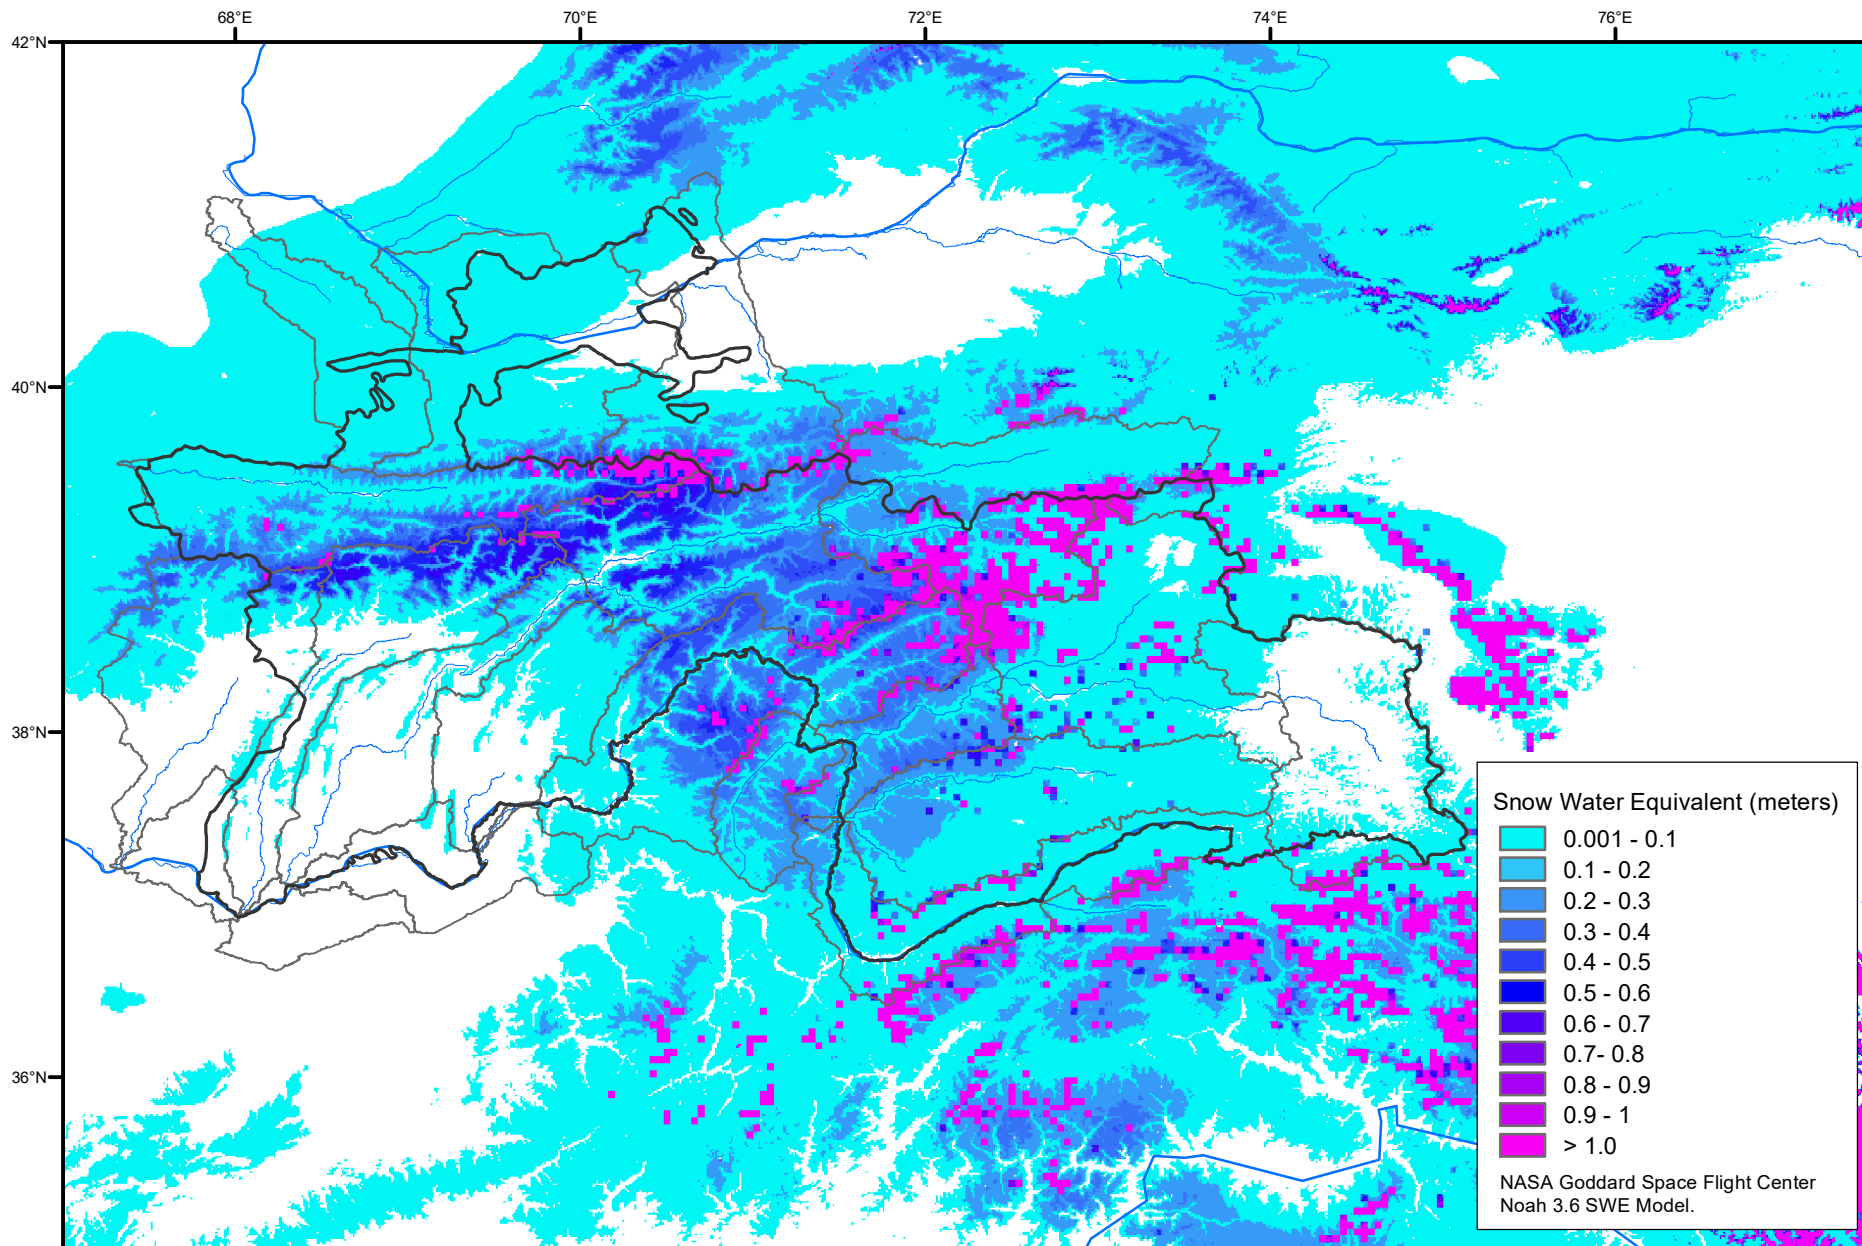 68°E
70°E
72°E
74°E
76°E
42°N
40°N
38°N
36°N
Snow Water Equivalent (meters)
0.001 - 0.1
0.1 - 0.2
0.2 - 0.3
0.3 - 0.4
0.4 - 0.5
0.5 - 0.6
0.6 - 0.7
0.7- 0.8
0.8 - 0.9
0.9 - 1
> 1.0
NASA Goddard Space Flight Center
Noah 3.6 SWE Model.